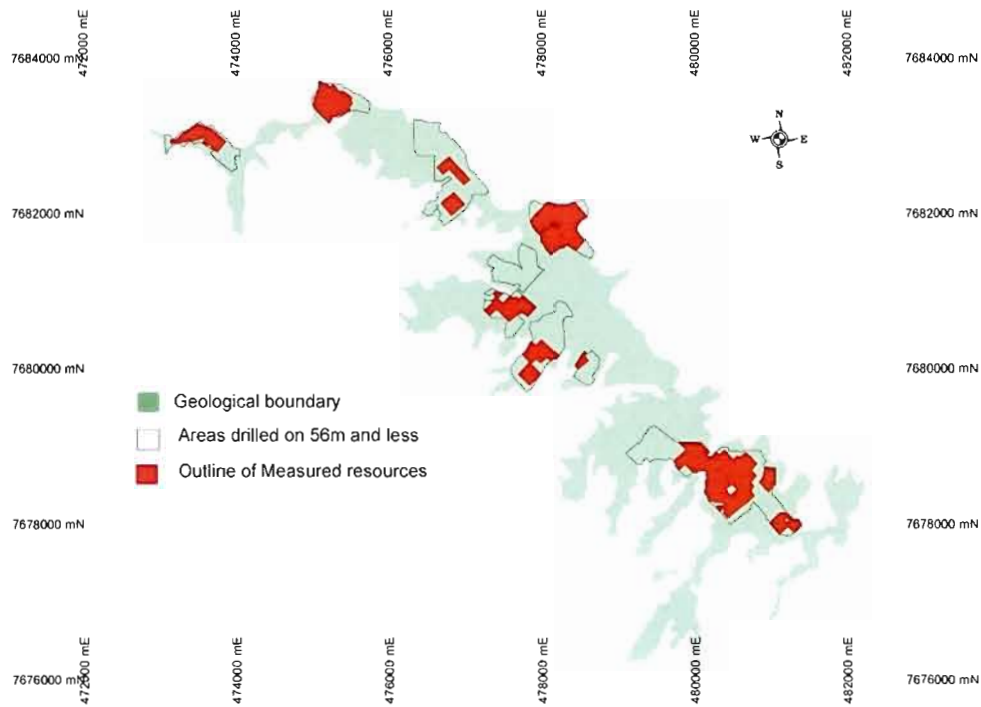 472000 mE
474000 mE
476000 mE
478000 mE
480000 mE
482000 mE
7684000 mN
7684000 mN
N
W E
S
7682000 mN
7682000 mN
7680000 mN
7680000 mN
Geological boundary
Areas drilled on 56m and less
Outline of Measured resources
7678000 mN
7678000 mN
7676000 mN
7676000 mN
472000 mE
474000 mE
476000 mE
478000 mE
480000 mE
482000 mE